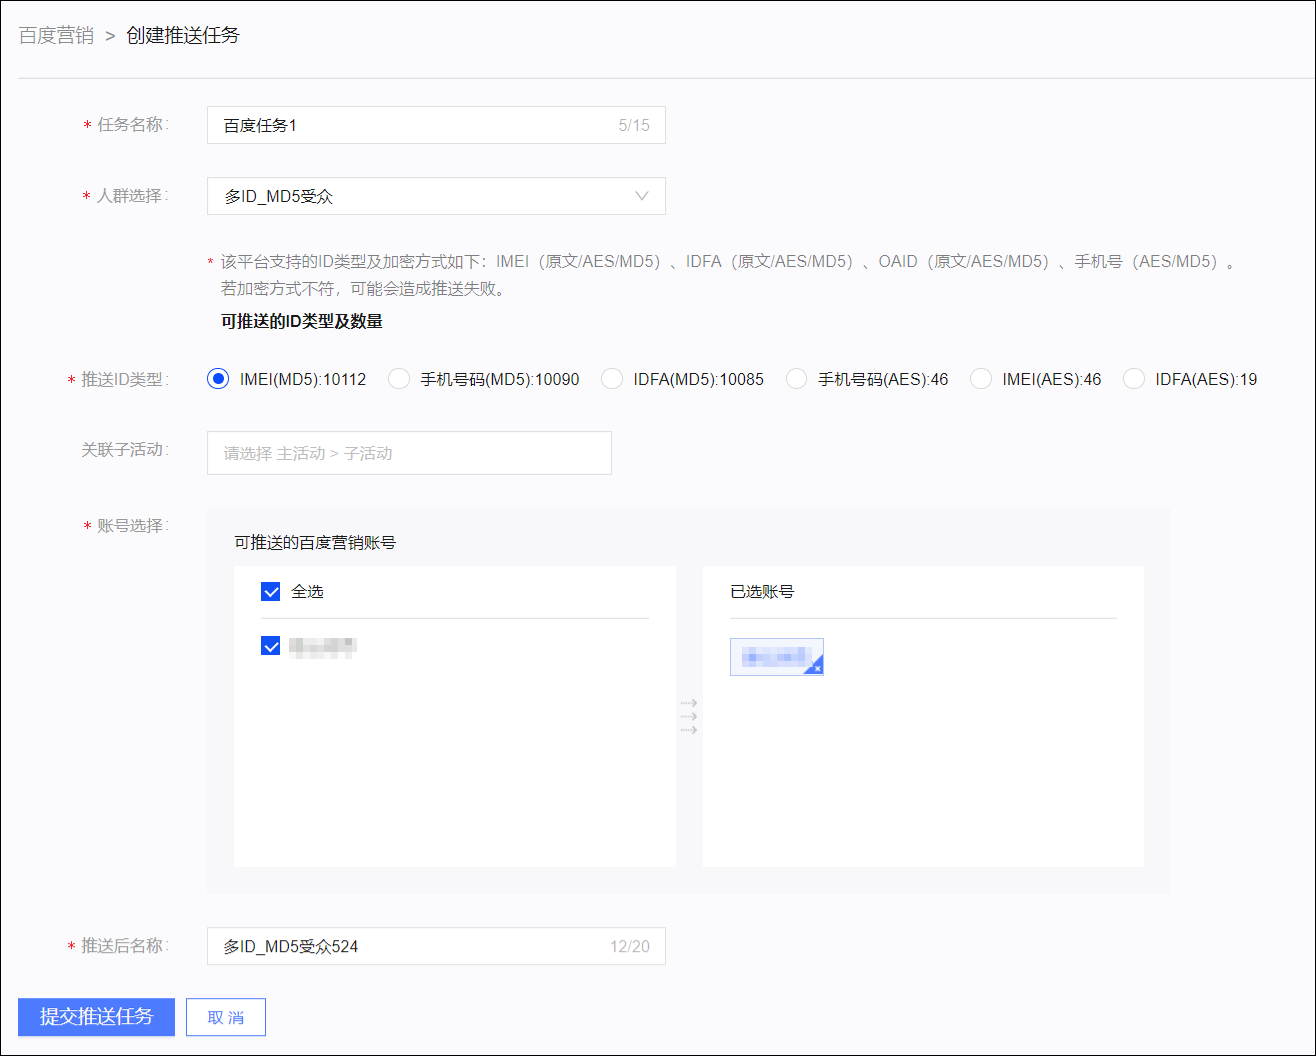 百度营销 > 创建推送任务
* 任务名称:
百度任务1
5/15
* 人群选择:
多ID_MD5受众
* 该平台支持的ID类型及加密方式如下：IMEI（原文/AES/MD5）、IDFA（原文/AES/MD5）、OAID（原文/AES/MD5）、手机号（AES/MD5）。
若加密方式不符，可能会造成推送失败。
可推送的ID类型及数量
* 推送ID类型:
IMEI(MD5):10112 手机号码(MD5):10090 IDFA(MD5):10085 手机号码(AES):46 IMEI(AES):46 IDFA(AES):19
关联子活动:
请选择 主活动 > 子活动
* 账号选择:
可推送的百度营销账号
全选
已选账号
* 推送后名称:
多ID_MD5受众524
12/20
提交推送任务
取 消